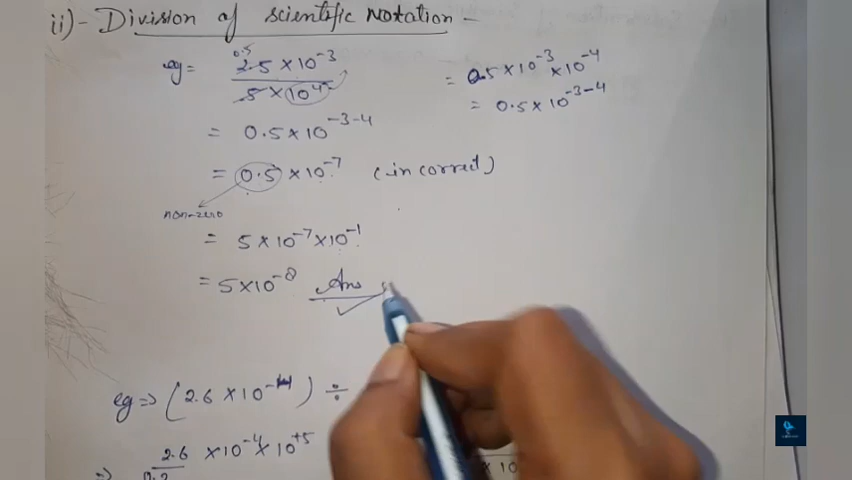 ii)- Division of scientific Notation -
0.5
eg = 2.5 × 10⁻³ / 5 × 10⁴
= 0.5 × 10⁻³ × 10⁻⁴
= 0.5 × 10⁻³⁻⁴
= 0.5 × 10⁻³⁻⁴
= 0.5 × 10⁻⁷ (incorrect)
non-zero
= 5 × 10⁻⁷ × 10⁻¹
= 5 × 10⁻⁸ Ans
eg => (2.6 × 10⁻⁴) ÷
=> 2.6 × 10⁻⁴ × 10⁺⁵
× 10